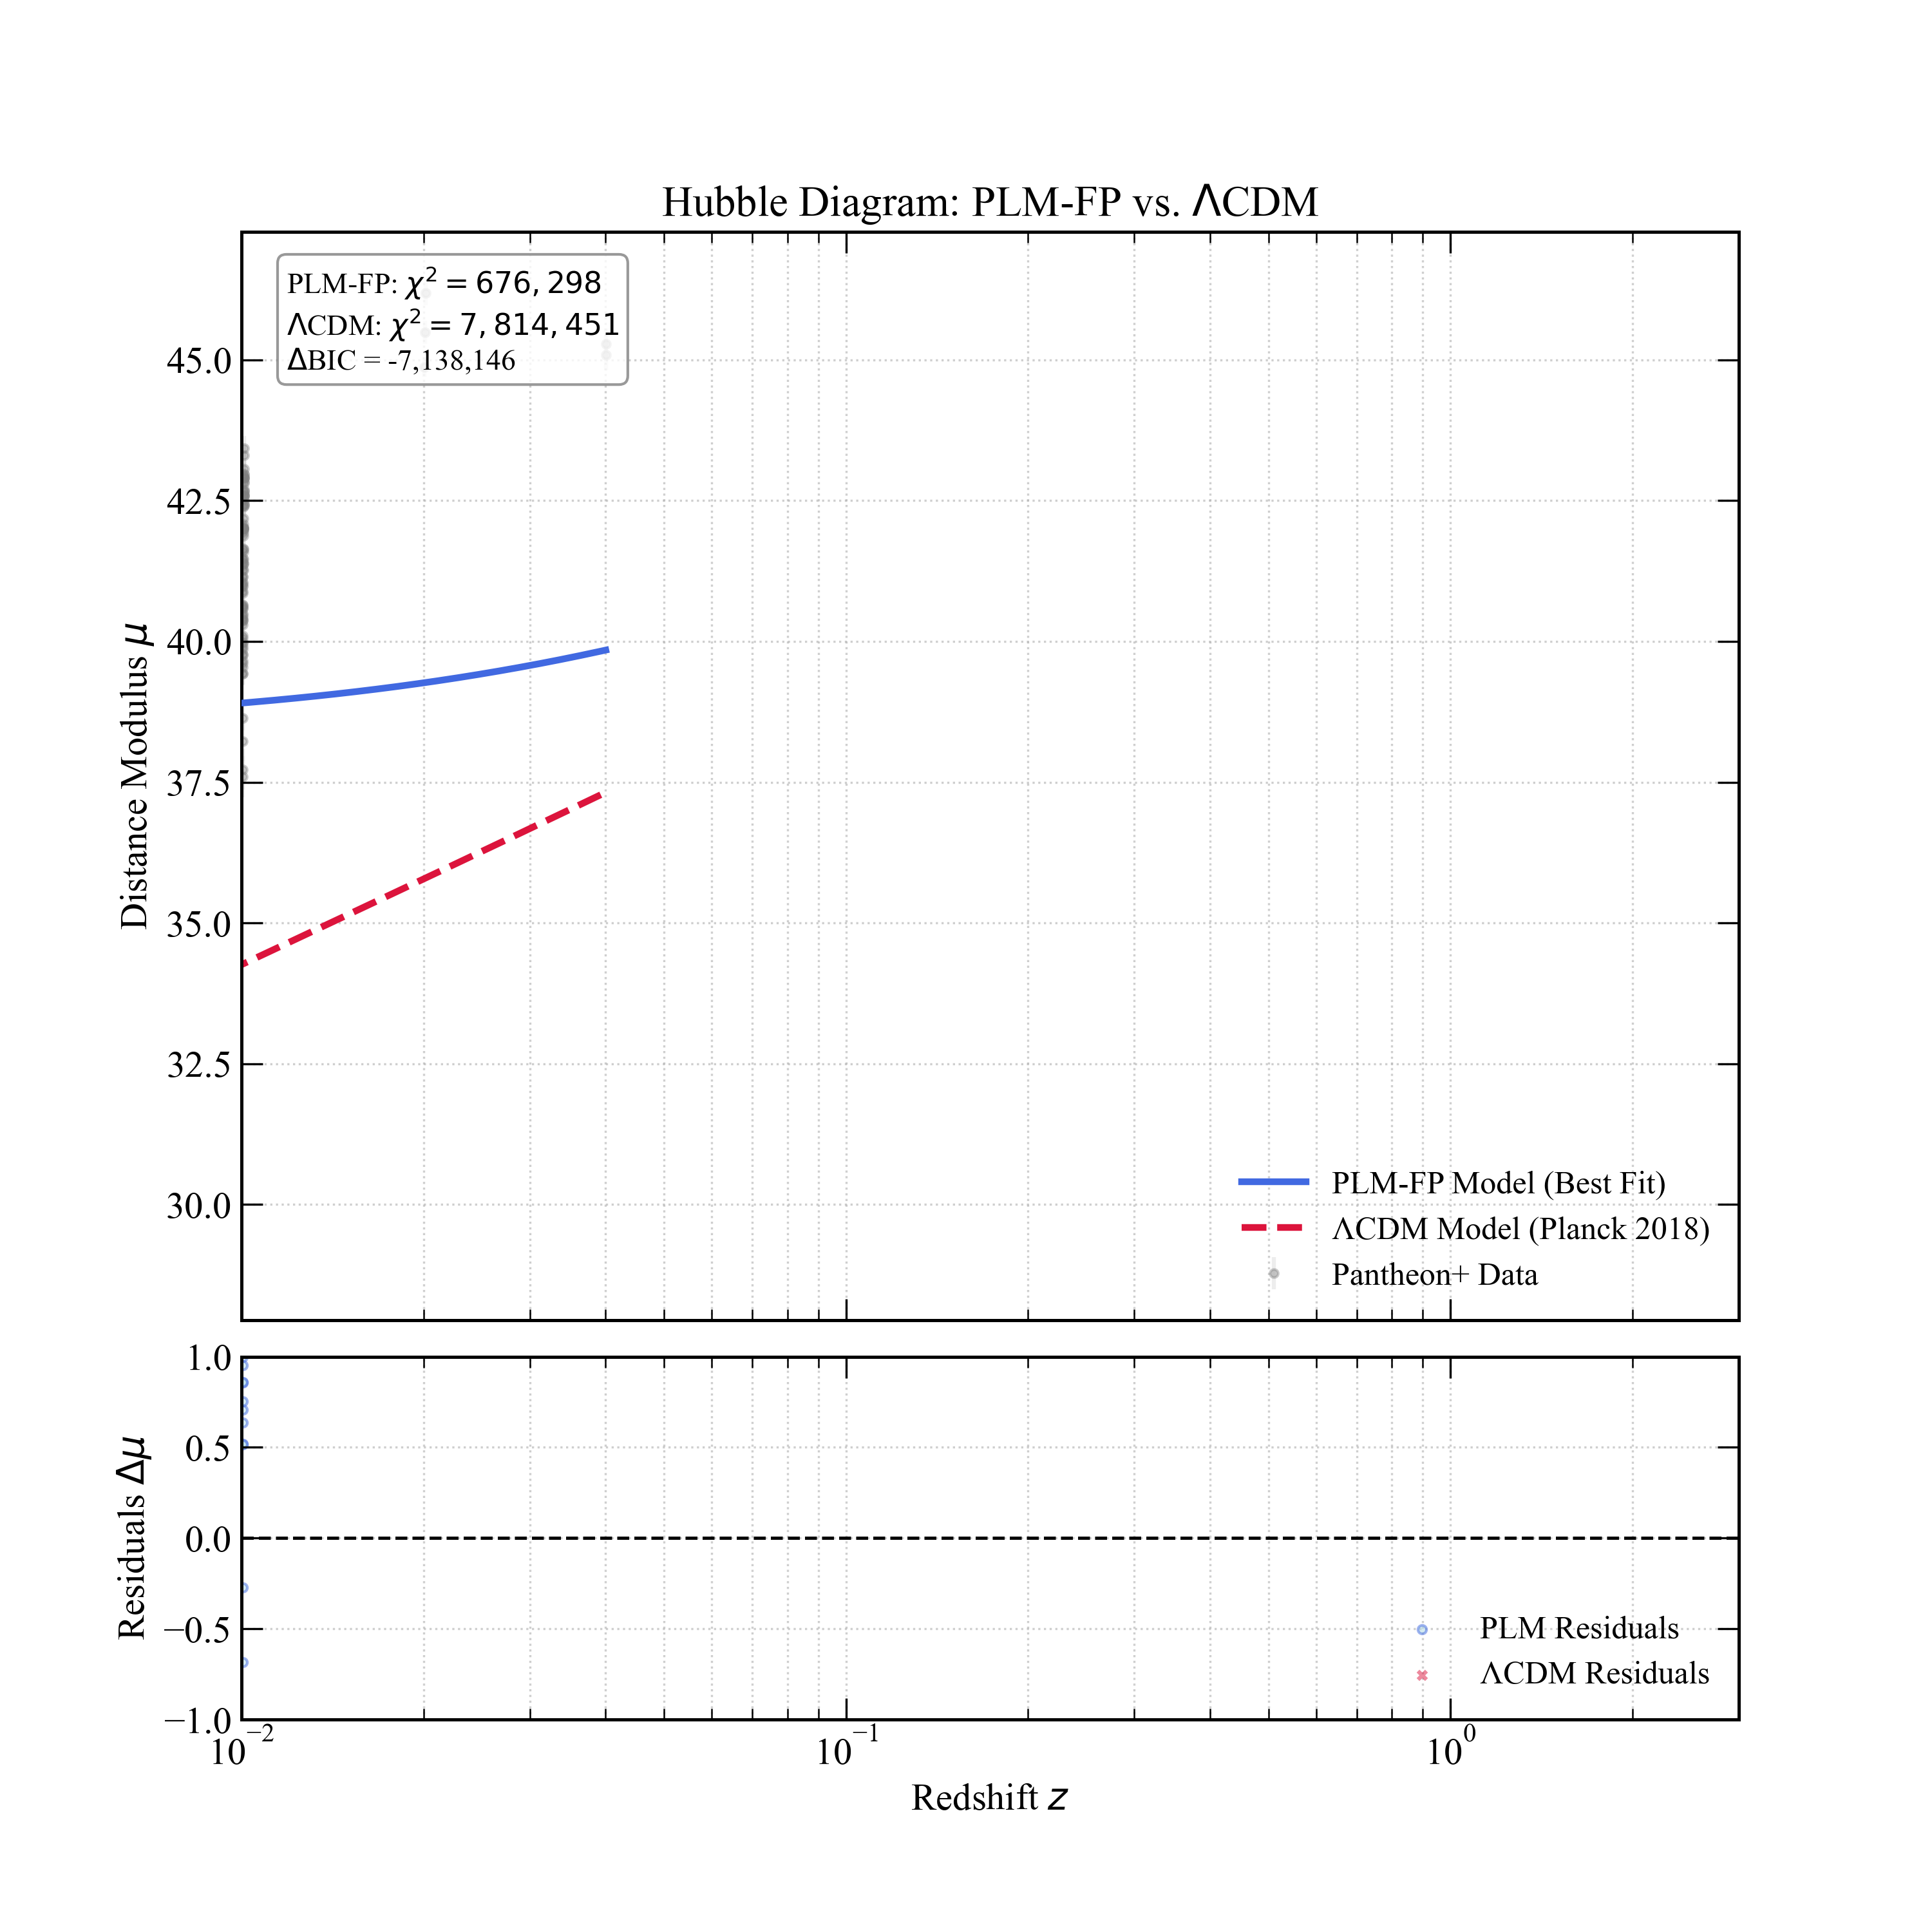 Hubble Diagram: PLM-FP vs. ΛCDM
PLM-FP: χ² = 676, 298
ΛCDM: χ² = 7, 814, 451
ΔBIC = -7,138,146
Distance Modulus μ
45.0
42.5
40.0
37.5
35.0
32.5
30.0
PLM-FP Model (Best Fit)
ΛCDM Model (Planck 2018)
Pantheon+ Data
Residuals Δμ
1.0
0.5
0.0
−0.5
−1.0
PLM Residuals
ΛCDM Residuals
10⁻² 10⁻¹ 10⁰
Redshift z